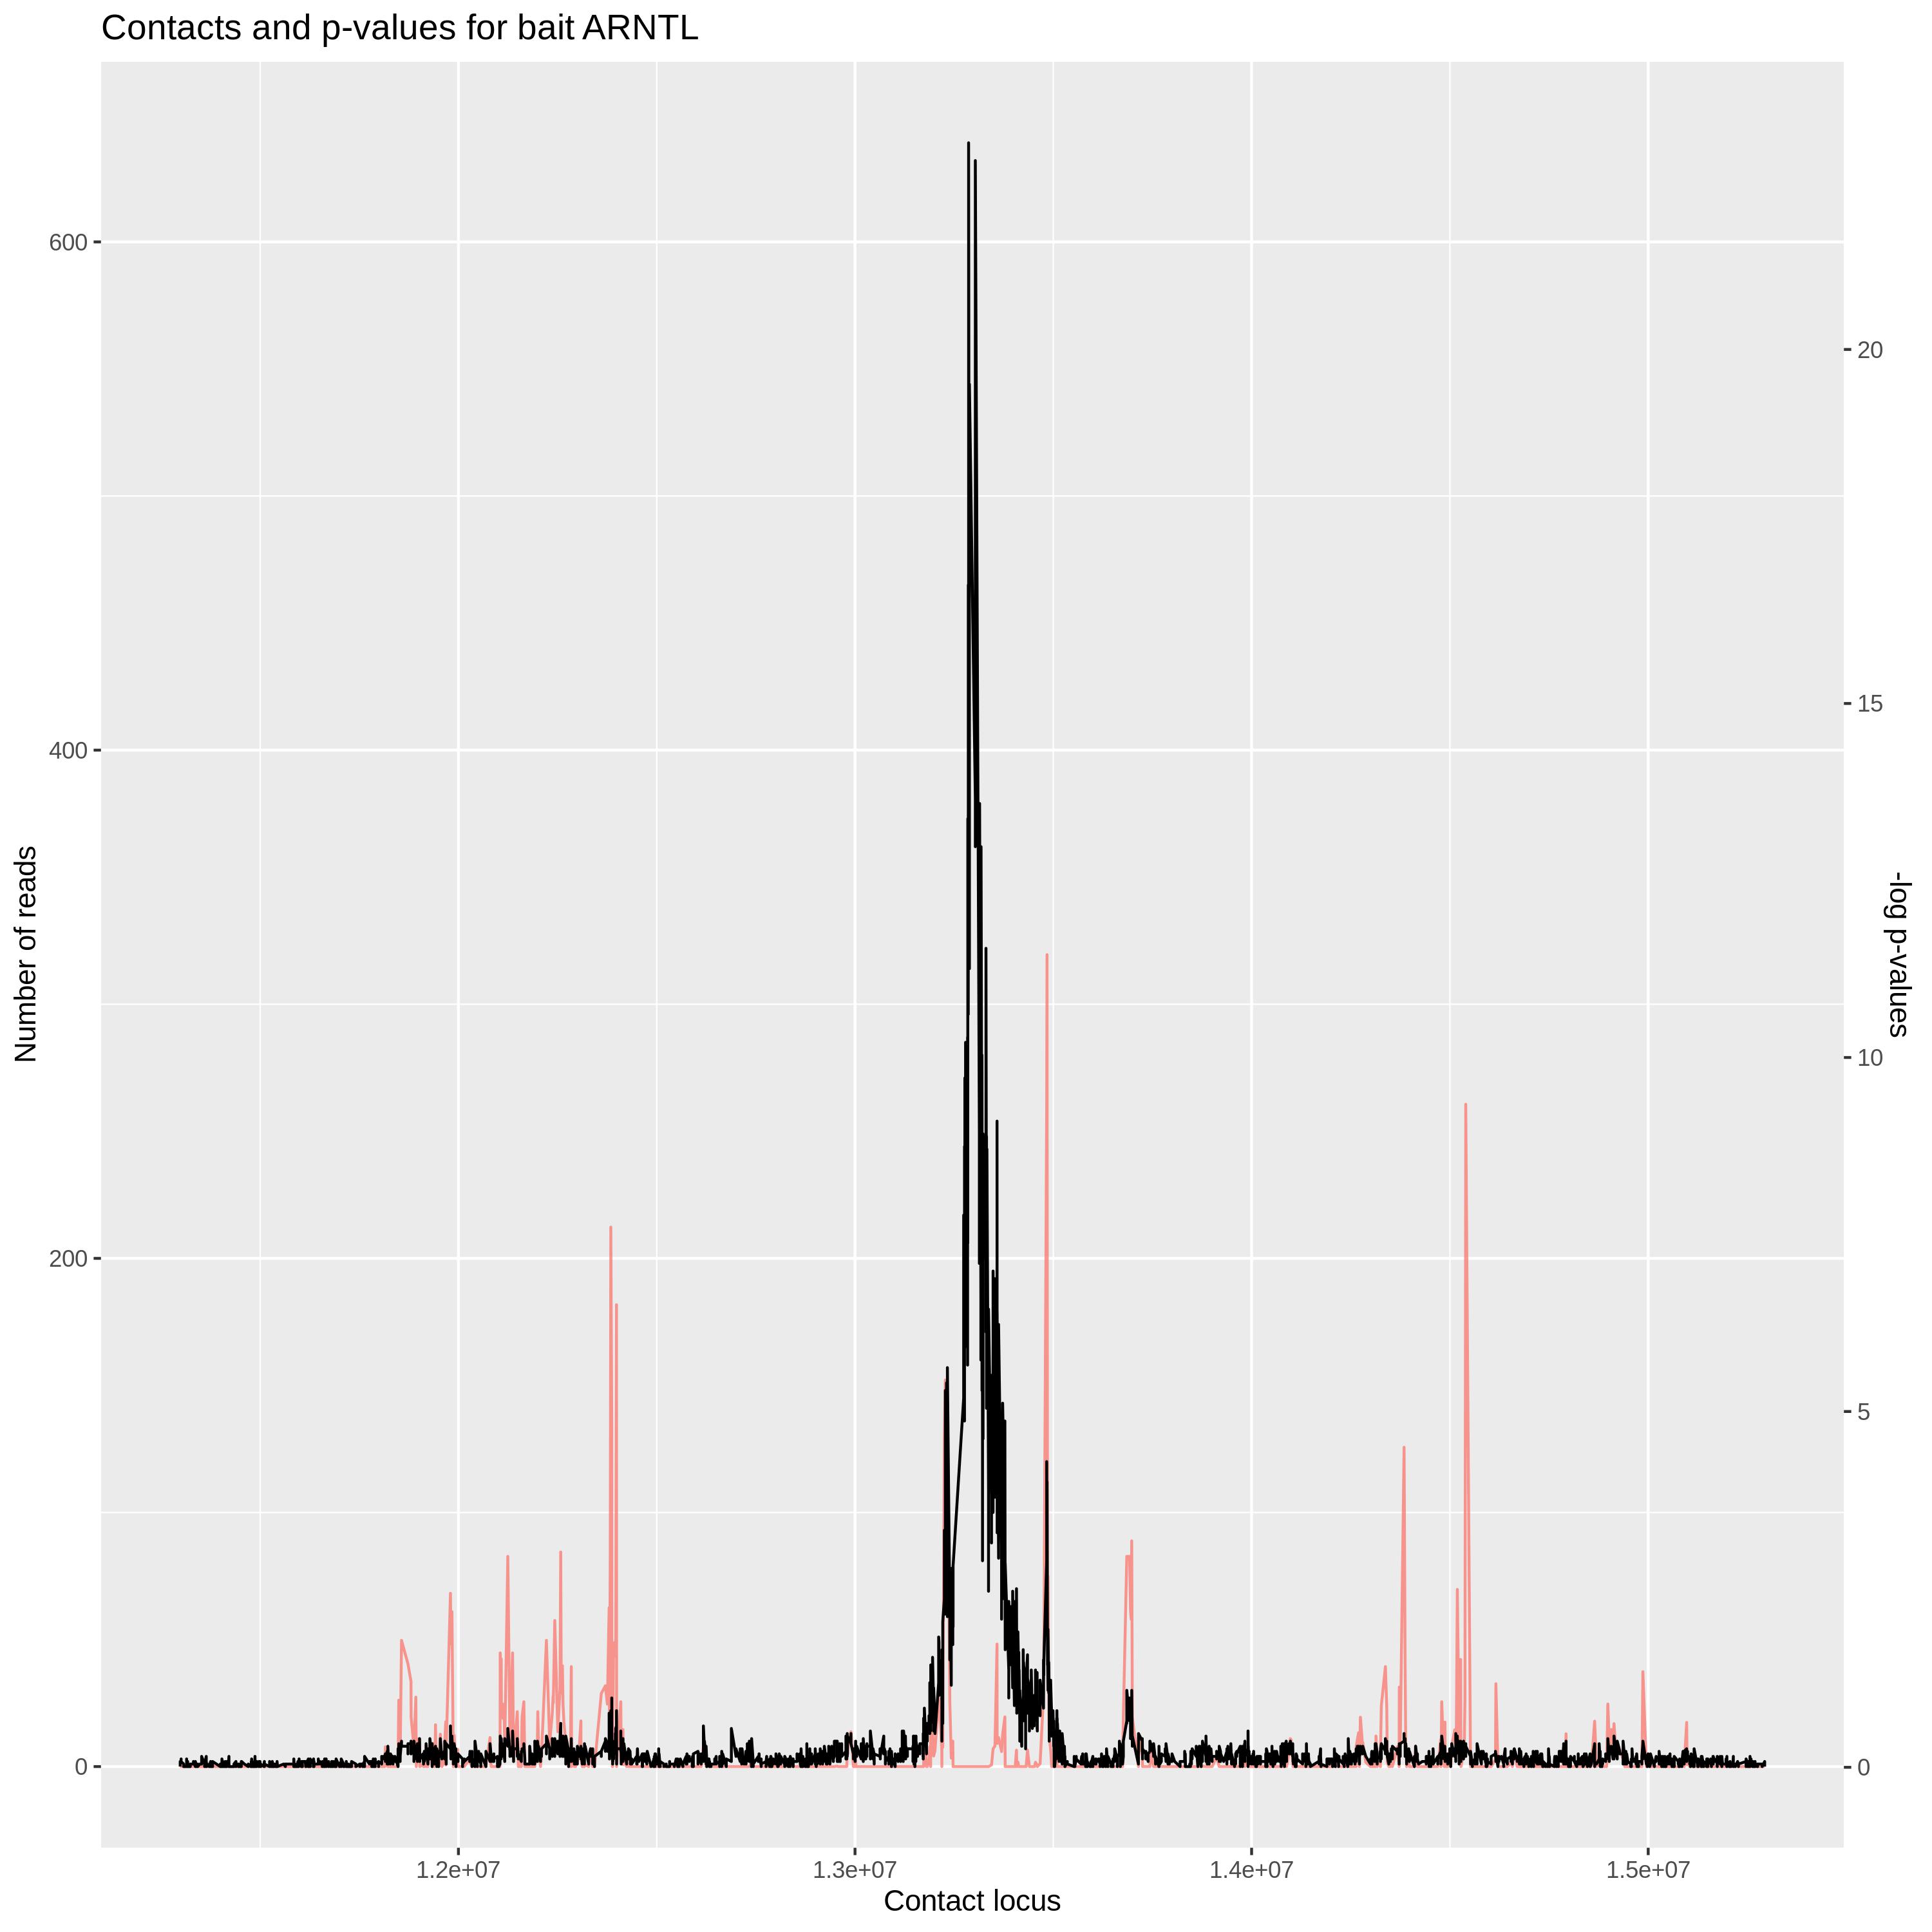 Contacts and p-values for bait ARNTL
Number of reads
600
400
200
0
-log p-values
20
15
10
5
0
1.2e+07
1.3e+07
1.4e+07
1.5e+07
Contact locus